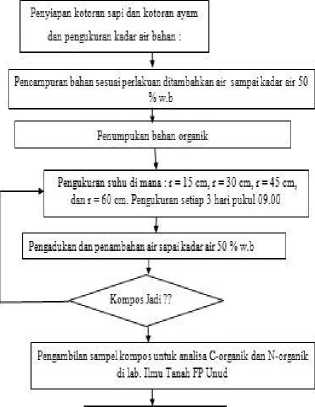 Penyiapan kotoran sapi dan kotoran ayam
dan pengukuran kadar air bahan :
Pencampuran bahan sesuai perlakuan ditambahkan air sampai kadar air 50
% w.b
Penumpukan bahan organik
Pengukuran suhu di mana : r = 15 cm, r = 30 cm, r = 45 cm,
dan r = 60 cm. Pengukuran setiap 3 hari pukul 09.00
Pengadukan dan penambahan air sapai kadar air 50 % w.b
Kompos Jadi ??
Pengambilan sampel kompos untuk analisa C-organik dan N-organik
di lab. Ilmu Tanah FP Unud